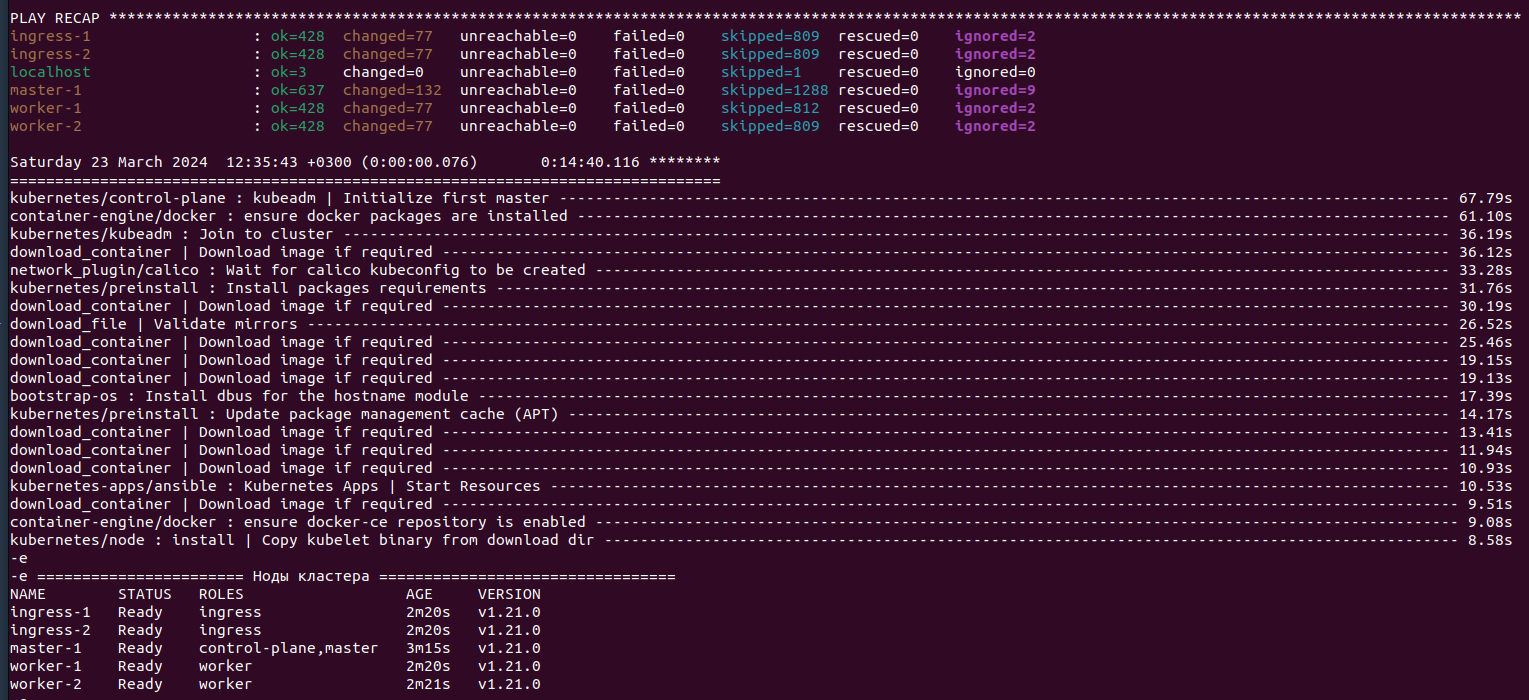 PLAY RECAP *************************************************************************************************************************************************************
ingress-1                  : ok=428  changed=77   unreachable=0    failed=0    skipped=809  rescued=0    ignored=2
ingress-2                  : ok=428  changed=77   unreachable=0    failed=0    skipped=809  rescued=0    ignored=2
localhost                  : ok=3    changed=0    unreachable=0    failed=0    skipped=1    rescued=0    ignored=0
master-1                   : ok=637  changed=132  unreachable=0    failed=0    skipped=1288 rescued=0    ignored=9
worker-1                   : ok=428  changed=77   unreachable=0    failed=0    skipped=812  rescued=0    ignored=2
worker-2                   : ok=428  changed=77   unreachable=0    failed=0    skipped=809  rescued=0    ignored=2
Saturday 23 March 2024  12:35:43 +0300 (0:00:00.076)       0:14:40.116 ********
===============================================================================
kubernetes/control-plane : kubeadm | Initialize first master --------------------------------------------------------------------------------------------------- 67.79s
container-engine/docker : ensure docker packages are installed ------------------------------------------------------------------------------------------------- 61.10s
kubernetes/kubeadm : Join to cluster --------------------------------------------------------------------------------------------------------------------------- 36.19s
download_container | Download image if required ---------------------------------------------------------------------------------------------------------------- 36.12s
network_plugin/calico : Wait for calico kubeconfig to be created ----------------------------------------------------------------------------------------------- 33.28s
kubernetes/preinstall : Install packages requirements ---------------------------------------------------------------------------------------------------------- 31.76s
download_container | Download image if required ---------------------------------------------------------------------------------------------------------------- 30.19s
download_file | Validate mirrors ------------------------------------------------------------------------------------------------------------------------------- 26.52s
download_container | Download image if required ---------------------------------------------------------------------------------------------------------------- 25.46s
download_container | Download image if required ---------------------------------------------------------------------------------------------------------------- 19.15s
download_container | Download image if required ---------------------------------------------------------------------------------------------------------------- 19.13s
bootstrap-os : Install dbus for the hostname module ------------------------------------------------------------------------------------------------------------ 17.39s
kubernetes/preinstall : Update package management cache (APT) -------------------------------------------------------------------------------------------------- 14.17s
download_container | Download image if required ---------------------------------------------------------------------------------------------------------------- 13.41s
download_container | Download image if required ---------------------------------------------------------------------------------------------------------------- 11.94s
download_container | Download image if required ---------------------------------------------------------------------------------------------------------------- 10.93s
kubernetes-apps/ansible : Kubernetes Apps | Start Resources ---------------------------------------------------------------------------------------------------- 10.53s
download_container | Download image if required ----------------------------------------------------------------------------------------------------------------- 9.51s
container-engine/docker : ensure docker-ce repository is enabled ------------------------------------------------------------------------------------------------ 9.08s
kubernetes/node : install | Copy kubelet binary from download dir ----------------------------------------------------------------------------------------------- 8.58s
-e
-e ======================= Ноды кластера =================================
NAME        STATUS   ROLES                  AGE     VERSION
ingress-1   Ready    ingress                2m20s   v1.21.0
ingress-2   Ready    ingress                2m20s   v1.21.0
master-1    Ready    control-plane,master   3m15s   v1.21.0
worker-1    Ready    worker                 2m20s   v1.21.0
worker-2    Ready    worker                 2m21s   v1.21.0